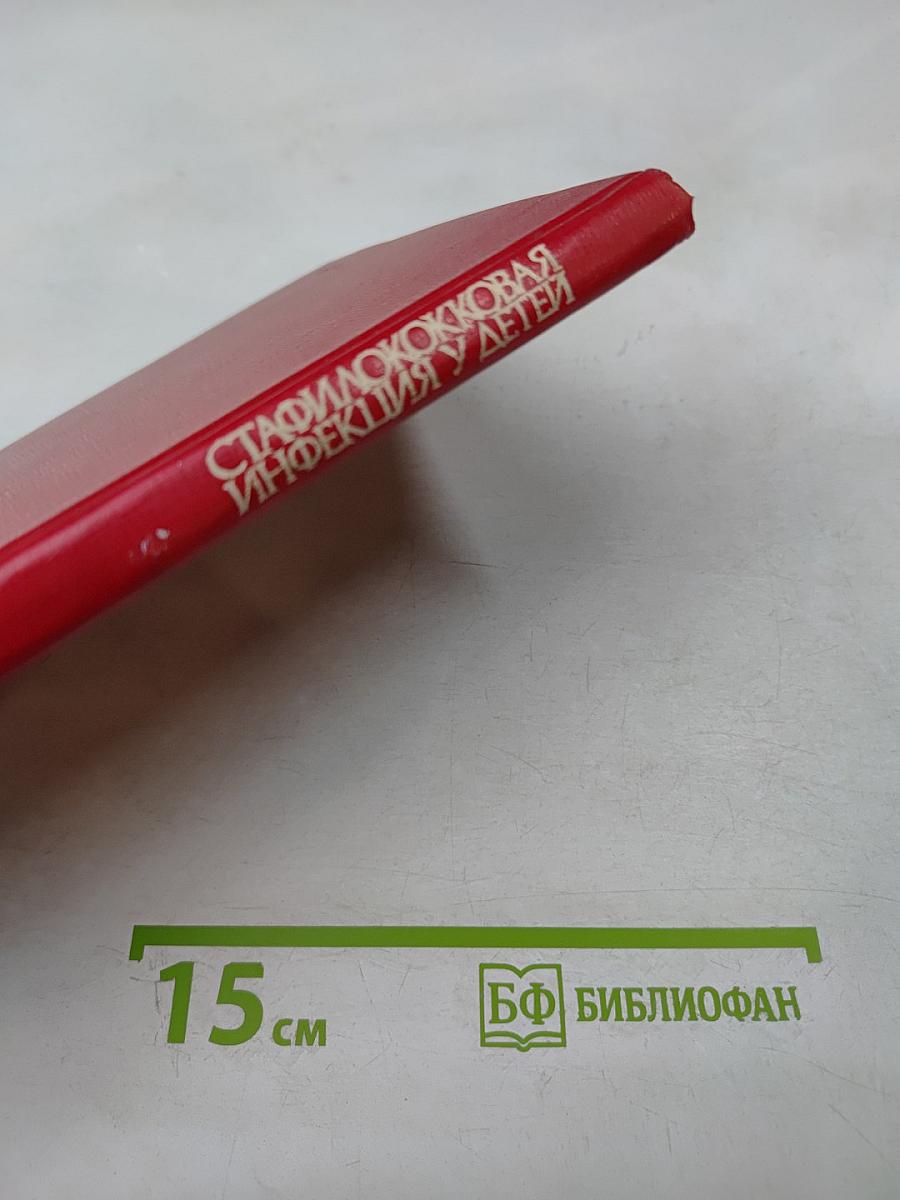 СТАФИЛОКОККОВАЯ
ИНФЕКЦИЯ У ДЕТЕЙ
15 см
БФ БИБЛИОФАН